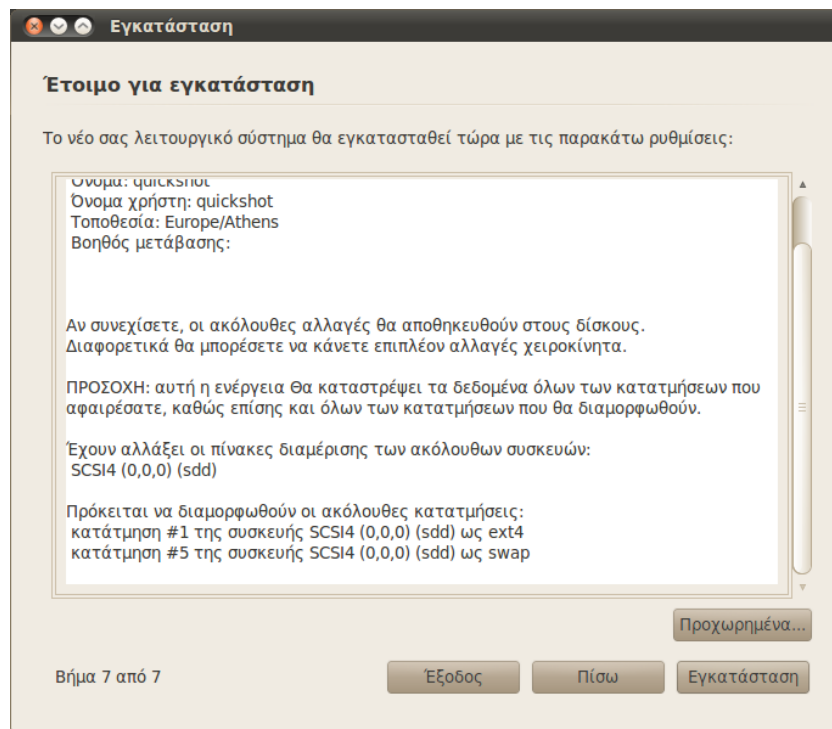 Εγκατάσταση
Έτοιμο για εγκατάσταση
Το νέο σας λειτουργικό σύστημα θα εγκατασταθεί τώρα με τις παρακάτω ρυθμίσεις:
Όνομα: quickshot
Όνομα χρήστη: quickshot
Τοποθεσία: Europe/Athens
Βοηθός μετάβασης:
Αν συνεχίσετε, οι ακόλουθες αλλαγές θα αποθηκευθούν στους δίσκους.
Διαφορετικά θα μπορέσετε να κάνετε επιπλέον αλλαγές χειροκίνητα.
ΠΡΟΣΟΧΗ: αυτή η ενέργεια Θα καταστρέψει τα δεδομένα όλων των κατατμήσεων που
αφαιρέσατε, καθώς επίσης και όλων των κατατμήσεων που θα διαμορφωθούν.
Έχουν αλλάξει οι πίνακες διαμέρισης των ακόλουθων συσκευών:
SCSI4 (0,0,0) (sdd)
Πρόκειται να διαμορφωθούν οι ακόλουθες κατατμήσεις:
κατάτμηση #1 της συσκευής SCSI4 (0,0,0) (sdd) ως ext4
κατάτμηση #5 της συσκευής SCSI4 (0,0,0) (sdd) ως swap
Προχωρημένα...
Βήμα 7 από 7
Έξοδος
Πίσω
Εγκατάσταση